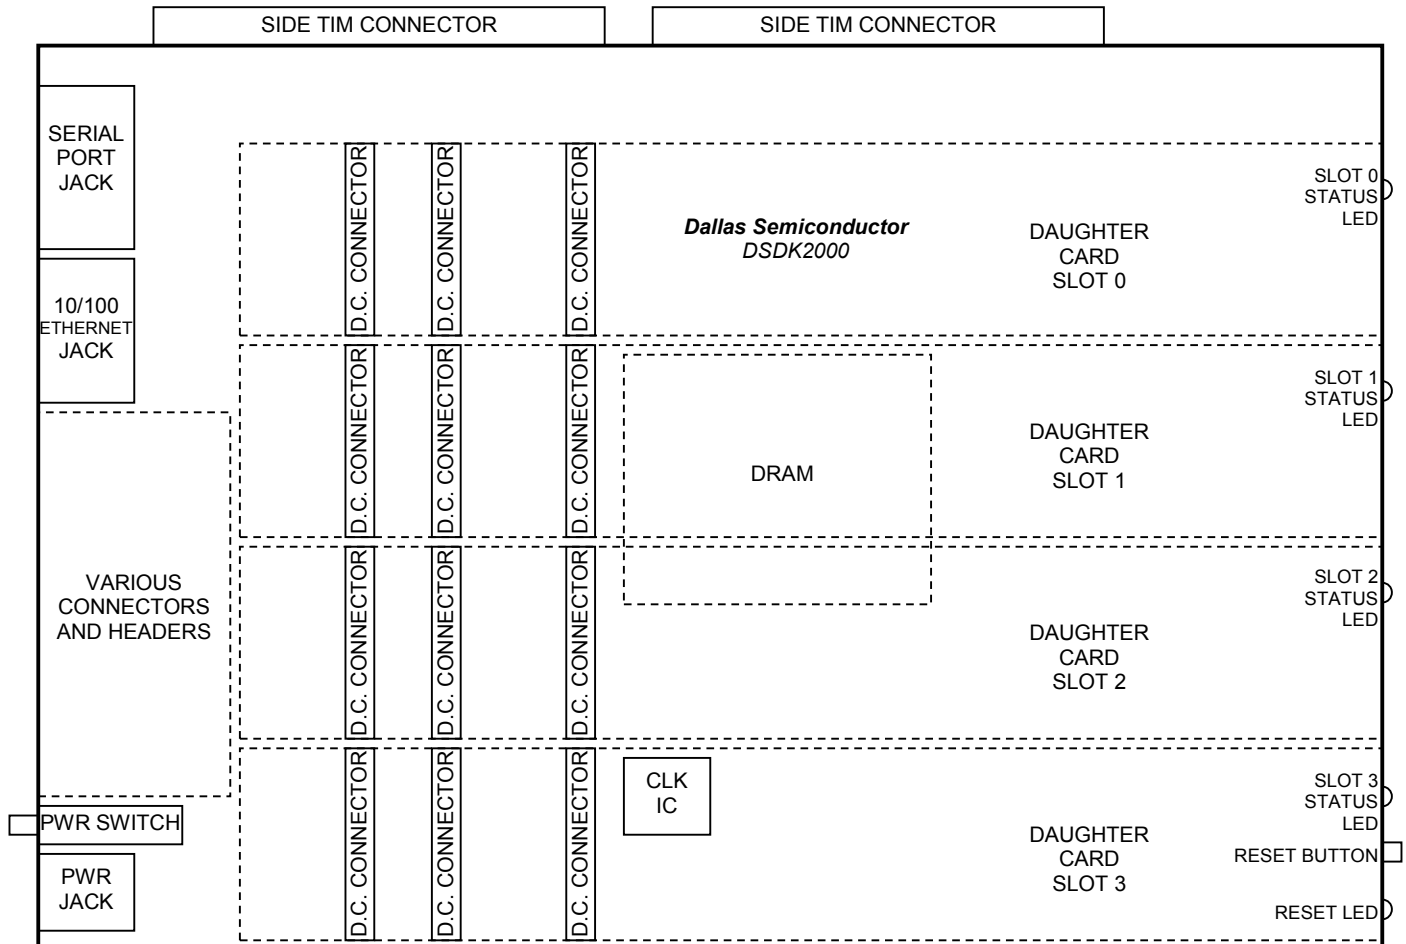 SIDE TIM CONNECTOR
SIDE TIM CONNECTOR
SERIAL
PORT
JACK
10/100
ETHERNET
JACK
VARIOUS
CONNECTORS
AND HEADERS
PWR SWITCH
PWR
JACK
D.C. CONNECTOR
D.C. CONNECTOR
D.C. CONNECTOR
Dallas Semiconductor
DSDK2000
DAUGHTER
CARD
SLOT 0
SLOT 0
STATUS
LED
D.C. CONNECTOR
D.C. CONNECTOR
D.C. CONNECTOR
DRAM
DAUGHTER
CARD
SLOT 1
SLOT 1
STATUS
LED
D.C. CONNECTOR
D.C. CONNECTOR
D.C. CONNECTOR
DAUGHTER
CARD
SLOT 2
SLOT 2
STATUS
LED
D.C. CONNECTOR
D.C. CONNECTOR
D.C. CONNECTOR
CLK
IC
DAUGHTER
CARD
SLOT 3
SLOT 3
STATUS
LED
RESET BUTTON
RESET LED